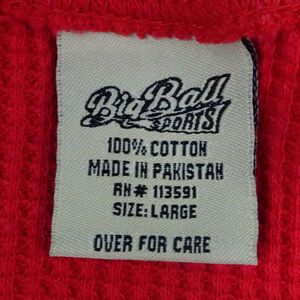 Big Ball
SPORTS
100% COTTON
MADE IN PAKISTAN
RN# 113591
SIZE: LARGE
OVER FOR CARE